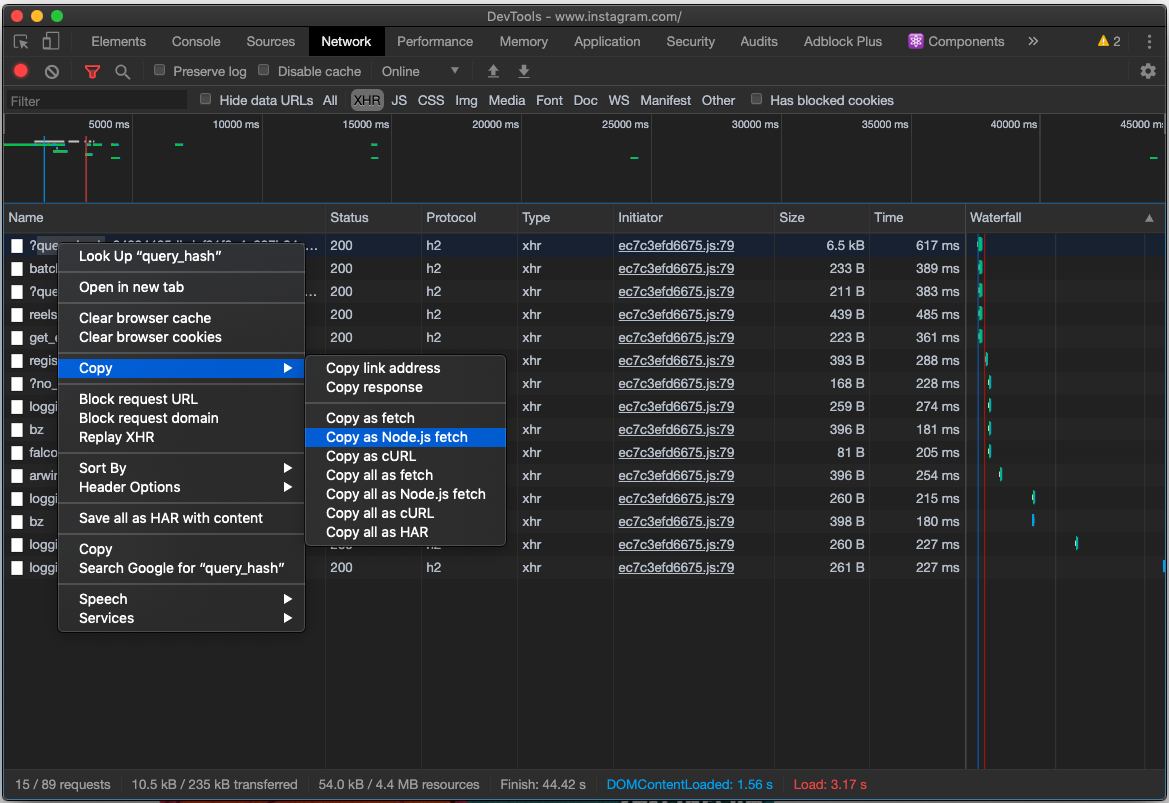 DevTools - www.instagram.com/
Elements Console Sources Network Performance Memory Application Security Audits Adblock Plus Components » 2
Preserve log Disable cache Online
Filter Hide data URLs All XHR JS CSS Img Media Font Doc WS Manifest Other Has blocked cookies
5000 ms 10000 ms 15000 ms 20000 ms 25000 ms 30000 ms 35000 ms 40000 ms 45000
Name Status Protocol Type Initiator Size Time Waterfall
200 h2 xhr ec7c3efd6675.js:79 6.5 kB 617 ms
200 h2 xhr ec7c3efd6675.js:79 233 B 389 ms
?que ... 200 h2 xhr ec7c3efd6675.js:79 211 B 383 ms
reels 200 h2 xhr ec7c3efd6675.js:79 439 B 485 ms
get_ 200 h2 xhr ec7c3efd6675.js:79 223 B 361 ms
regis xhr ec7c3efd6675.js:79 393 B 288 ms
?no_ xhr ec7c3efd6675.js:79 168 B 228 ms
loggi xhr ec7c3efd6675.js:79 259 B 274 ms
bz xhr ec7c3efd6675.js:79 396 B 181 ms
falco xhr ec7c3efd6675.js:79 81 B 205 ms
arwin xhr ec7c3efd6675.js:79 396 B 254 ms
loggi xhr ec7c3efd6675.js:79 260 B 215 ms
bz xhr ec7c3efd6675.js:79 398 B 180 ms
loggi 200 h2 xhr ec7c3efd6675.js:79 260 B 227 ms
loggi 200 h2 xhr ec7c3efd6675.js:79 261 B 227 ms
Look Up “query_hash”
Open in new tab
Clear browser cache
Clear browser cookies
Copy
Block request URL
Block request domain
Replay XHR
Sort By
Header Options
Save all as HAR with content
Copy
Search Google for “query_hash”
Speech
Services
Copy link address
Copy response
Copy as fetch
Copy as Node.js fetch
Copy as cURL
Copy all as fetch
Copy all as Node.js fetch
Copy all as cURL
Copy all as HAR
15 / 89 requests 10.5 kB / 235 kB transferred 54.0 kB / 4.4 MB resources Finish: 44.42 s DOMContentLoaded: 1.56 s Load: 3.17 s